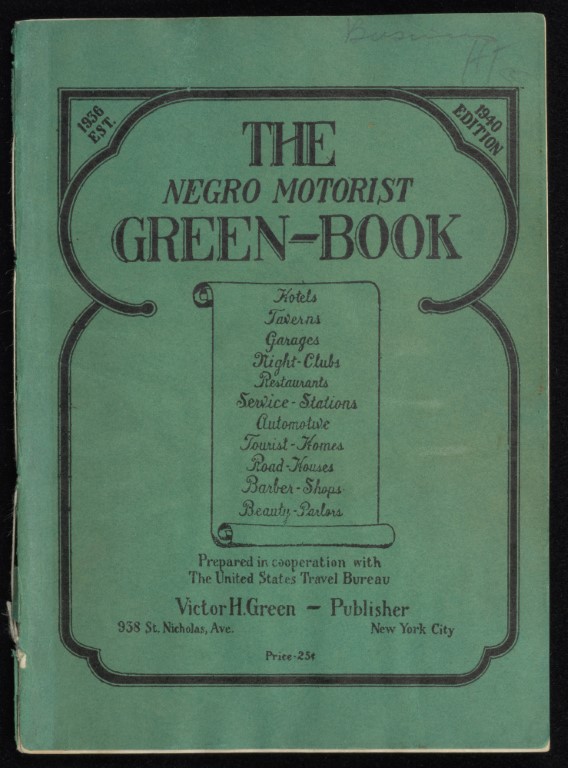 1936
EST.
1940
EDITION
THE
NEGRO MOTORIST
GREEN-BOOK
Hotels
Taverns
Garages
Night-Clubs
Restaurants
Service-Stations
Automotive
Tourist-Homes
Road-Houses
Barber-Shops
Beauty-Parlors
Prepared in cooperation with
The United States Travel Bureau
Victor H. Green — Publisher
938 St. Nicholas, Ave. New York City
Price-25¢